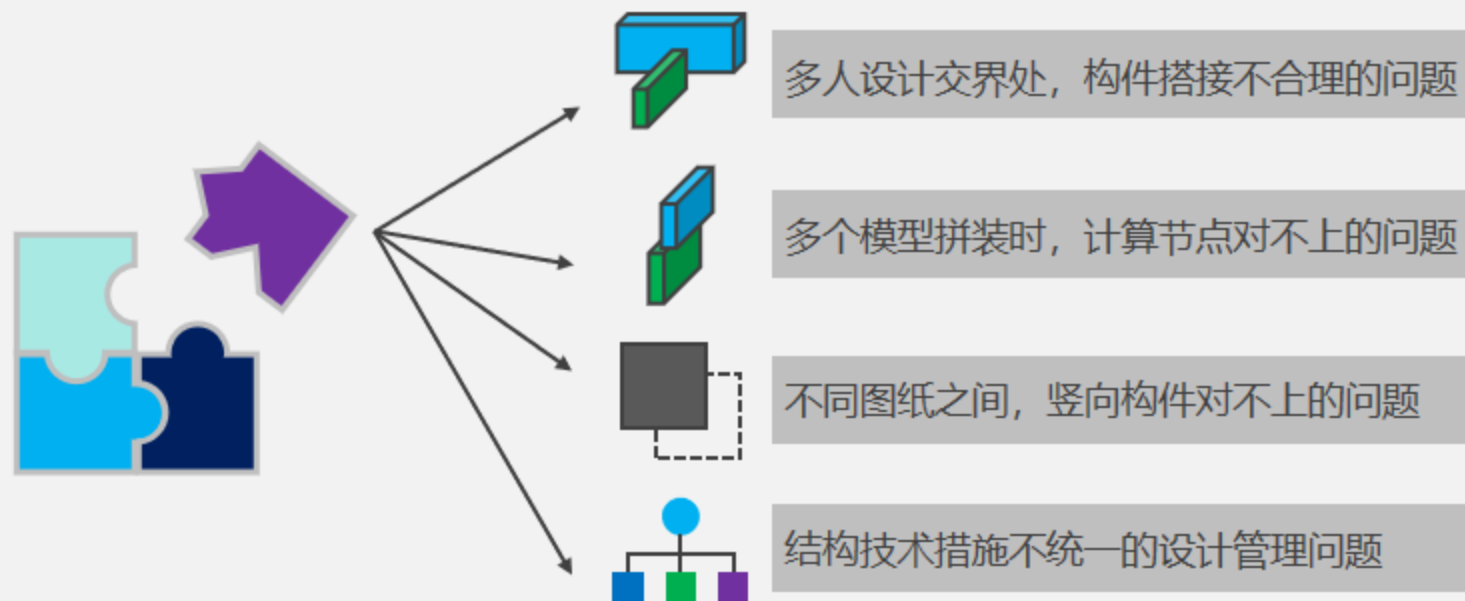 多人设计交界处，构件搭接不合理的问题
多个模型拼装时，计算节点对不上的问题
不同图纸之间，竖向构件对不上的问题
结构技术措施不统一的设计管理问题